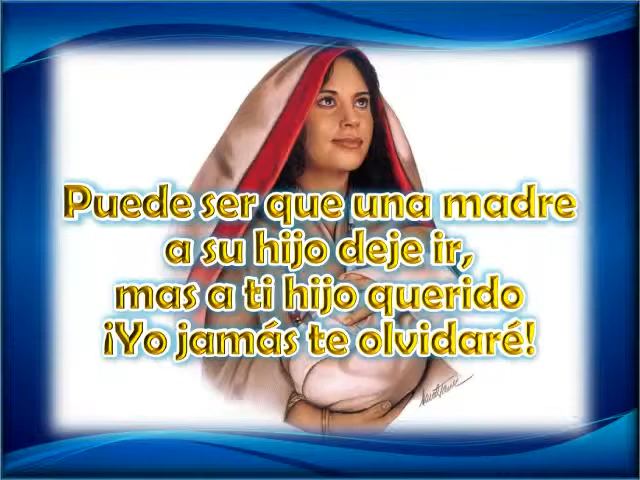 Puede ser que una madre
a su hijo deje ir,
mas a ti hijo querido
¡Yo jamás te olvidaré!